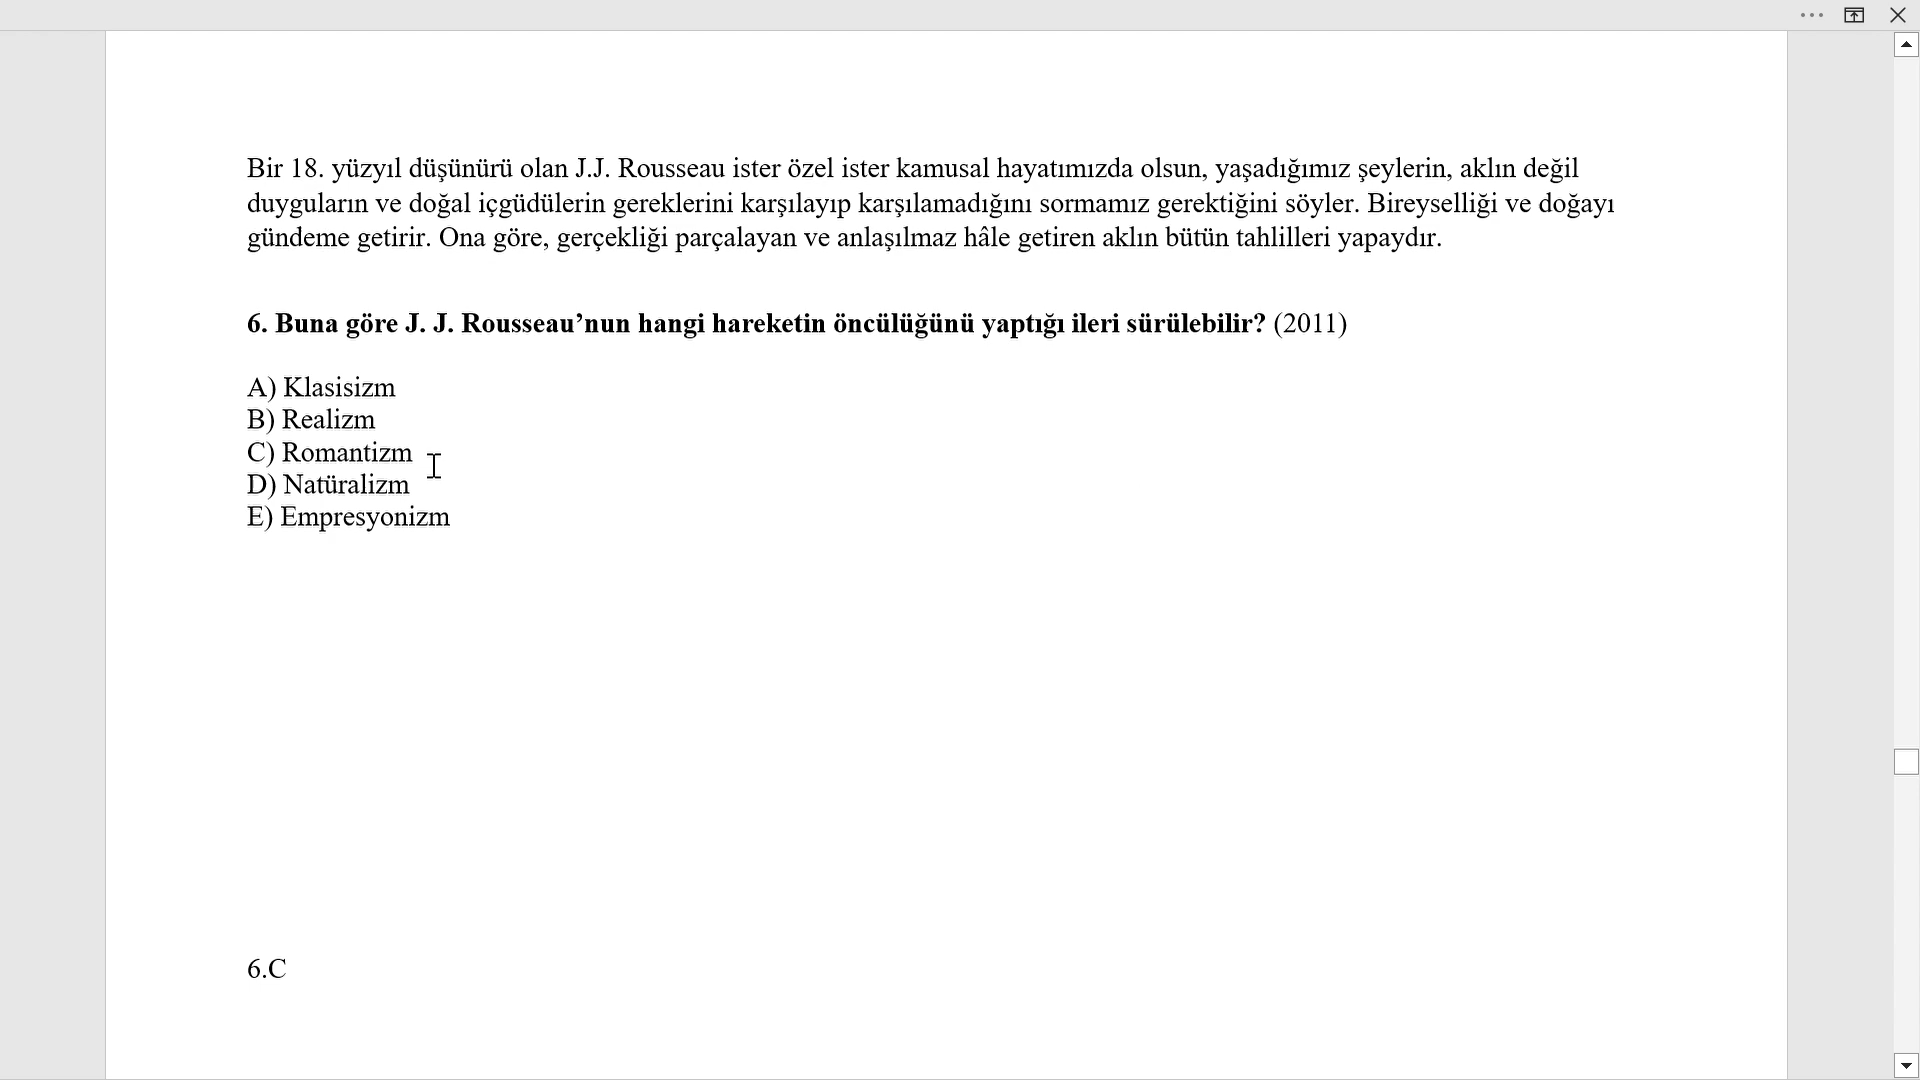 Bir 18. yüzyıl düşünürü olan J.J. Rousseau ister özel ister kamusal hayatımızda olsun, yaşadığımız şeylerin, aklın değil
duyguların ve doğal içgüdülerin gereklerini karşılayıp karşılamadığını sormamız gerektiğini söyler. Bireyselliği ve doğayı
gündeme getirir. Ona göre, gerçekliği parçalayan ve anlaşılmaz hâle getiren aklın bütün tahlilleri yapaydır.
6. Buna göre J. J. Rousseau’nun hangi hareketin öncülüğünü yaptığı ileri sürülebilir? (2011)
A) Klasisizm
B) Realizm
C) Romantizm
D) Natüralizm
E) Empresyonizm
6.C